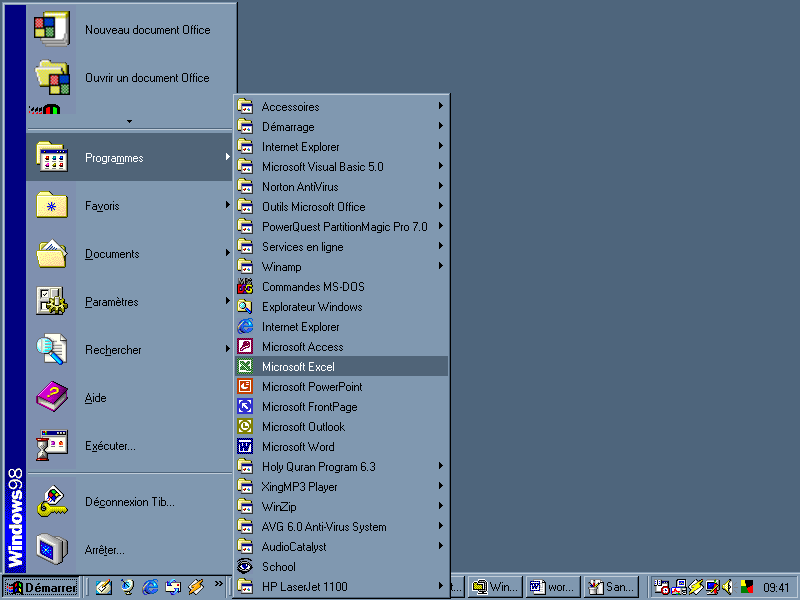 Nouveau document Office
Ouvrir un document Office
Programmes
Favoris
Documents
Paramètres
Rechercher
Aide
Exécuter...
Déconnexion Tib...
Arrêter...
Windows98
Accessoires
Démarrage
Internet Explorer
Microsoft Visual Basic 5.0
Norton AntiVirus
Outils Microsoft Office
PowerQuest PartitionMagic Pro 7.0
Services en ligne
Winamp
Commandes MS-DOS
Explorateur Windows
Internet Explorer
Microsoft Access
Microsoft Excel
Microsoft PowerPoint
Microsoft FrontPage
Microsoft Outlook
Microsoft Word
Holy Quran Program 6.3
XingMP3 Player
WinZip
AVG 6.0 Anti-Virus System
AudioCatalyst
School
HP LaserJet 1100
Démarrer
»
t...
Win...
wor...
San...
09:41